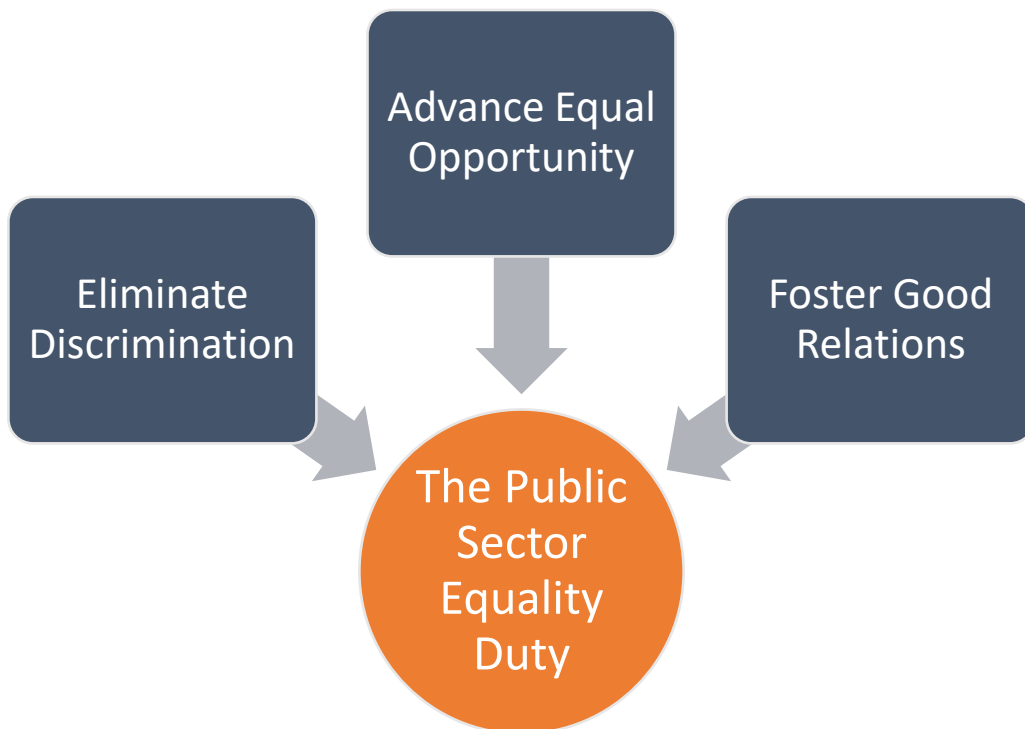 Advance Equal
Opportunity
Eliminate
Discrimination
Foster Good
Relations
The Public
Sector
Equality
Duty